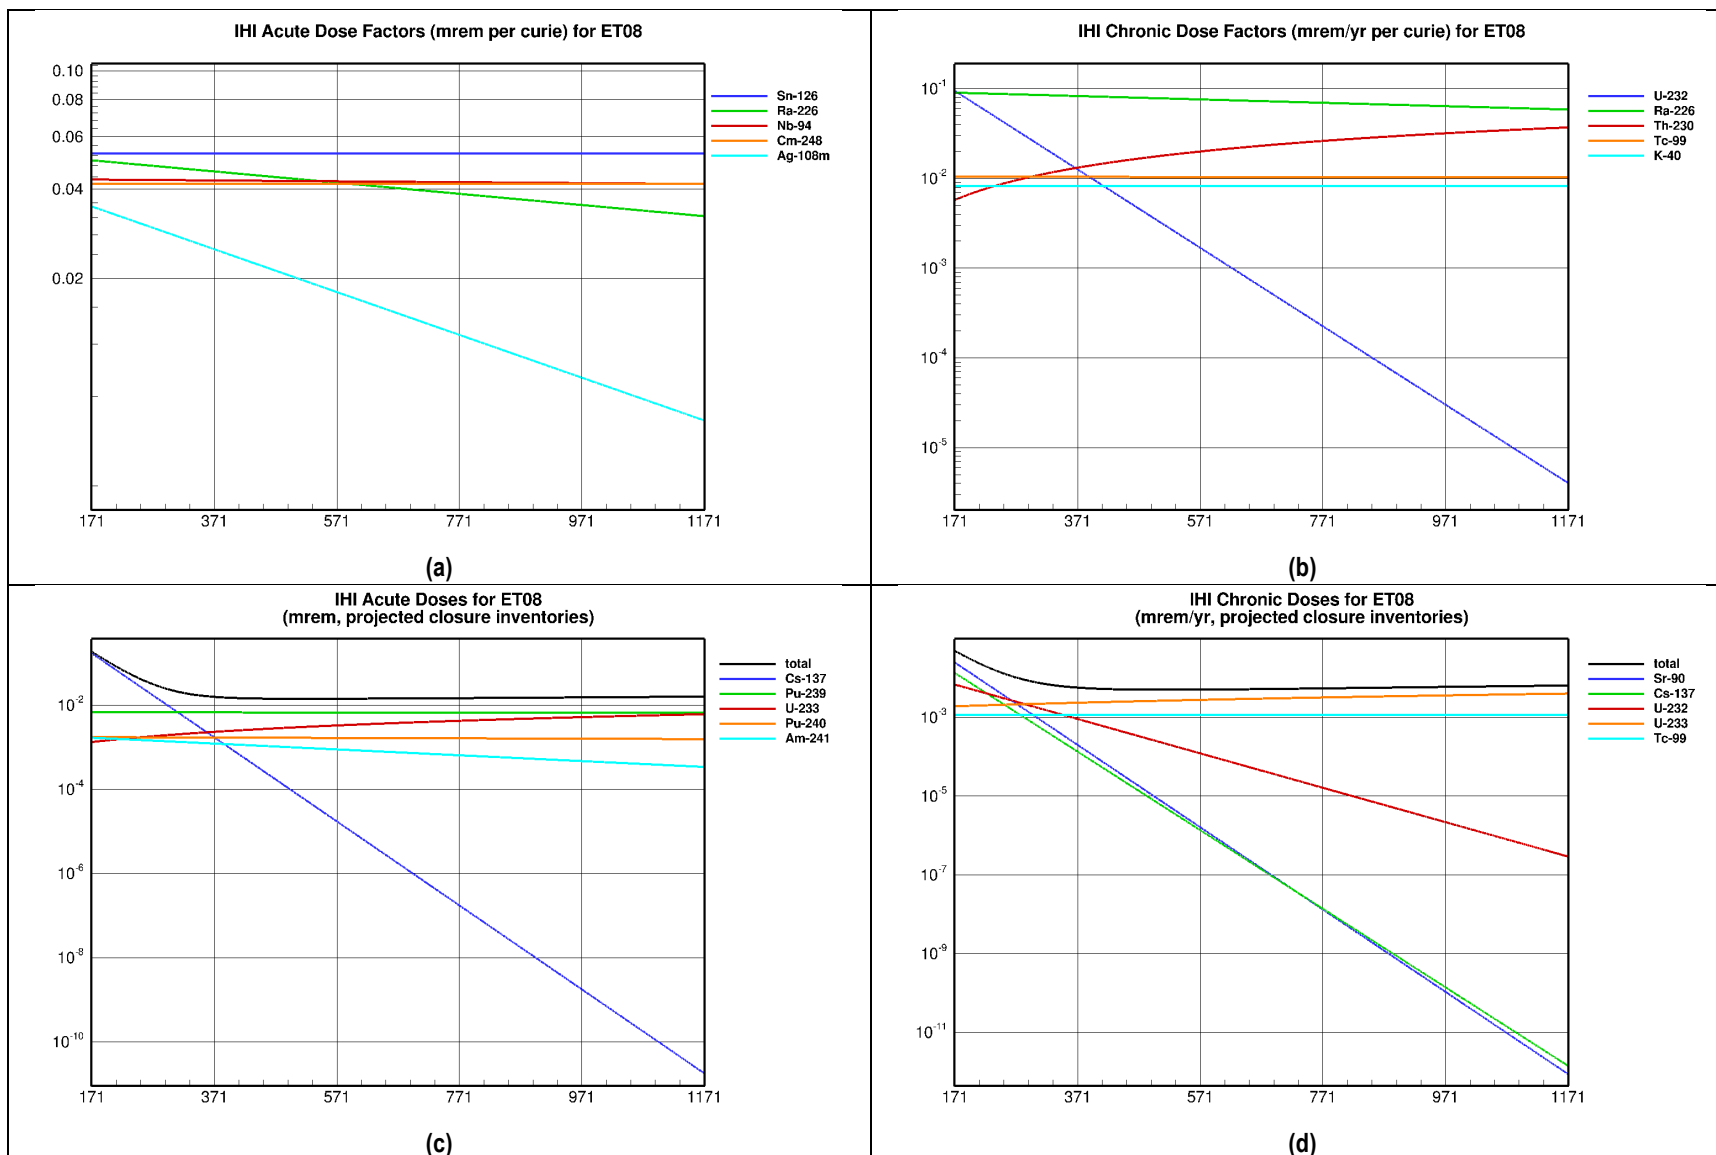 IHI Acute Dose Factors (mrem per curie) for ET08
0.10
0.08
0.06
0.04
0.02
171 371 571 771 971 1171
Sn-126
Ra-226
Nb-94
Cm-248
Ag-108m
(a)
IHI Chronic Dose Factors (mrem/yr per curie) for ET08
10⁻¹
10⁻²
10⁻³
10⁻⁴
10⁻⁵
171 371 571 771 971 1171
U-232
Ra-226
Th-230
Tc-99
K-40
(b)
IHI Acute Doses for ET08
(mrem, projected closure inventories)
10⁻²
10⁻⁴
10⁻⁶
10⁻⁸
10⁻¹⁰
171 371 571 771 971 1171
total
Cs-137
Pu-239
U-233
Pu-240
Am-241
(c)
IHI Chronic Doses for ET08
(mrem/yr, projected closure inventories)
10⁻³
10⁻⁵
10⁻⁷
10⁻⁹
10⁻¹¹
171 371 571 771 971 1171
total
Sr-90
Cs-137
U-232
U-233
Tc-99
(d)